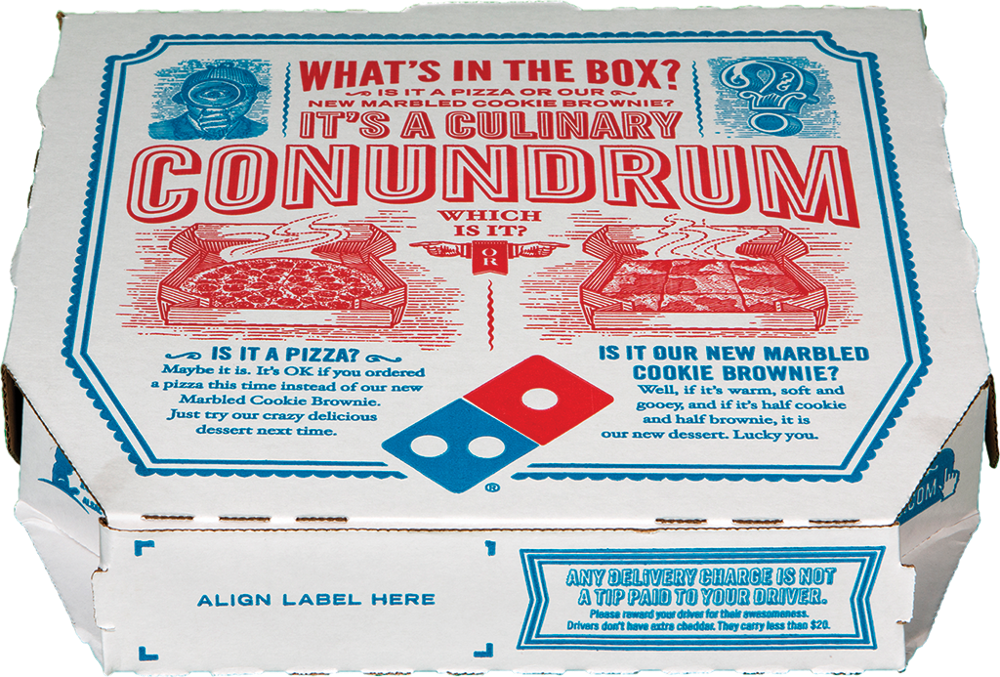 WHAT'S IN THE BOX?
IS IT A PIZZA OR OUR
NEW MARBLED COOKIE BROWNIE?
IT'S A CULINARY
CONUNDRUM
WHICH
IS IT?
OR
IS IT A PIZZA?
Maybe it is. It's OK if you ordered
a pizza this time instead of our new
Marbled Cookie Brownie.
Just try our crazy delicious
dessert next time.
IS IT OUR NEW MARBLED
COOKIE BROWNIE?
Well, if it's warm, soft and
gooey, and if it's half cookie
and half brownie, it is
our new dessert. Lucky you.
®
.COM
ALIGN LABEL HERE
ANY DELIVERY CHARGE IS NOT
A TIP PAID TO YOUR DRIVER.
Please reward your driver for their awesomeness.
Drivers don't have extra cheddar. They carry less than $20.